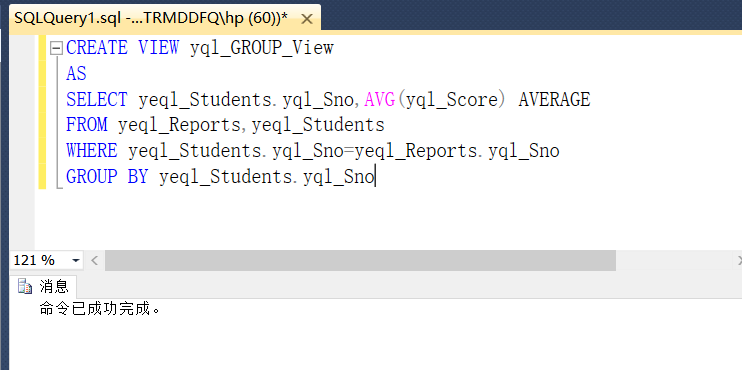 SQLQuery1.sql -...TRMDDFQ\hp (60))*
CREATE VIEW yql_GROUP_View
AS
SELECT yeql_Students.yql_Sno,AVG(yql_Score) AVERAGE
FROM yeql_Reports,yeql_Students
WHERE yeql_Students.yql_Sno=yeql_Reports.yql_Sno
GROUP BY yeql_Students.yql_Sno
121 %
消息
命令已成功完成。